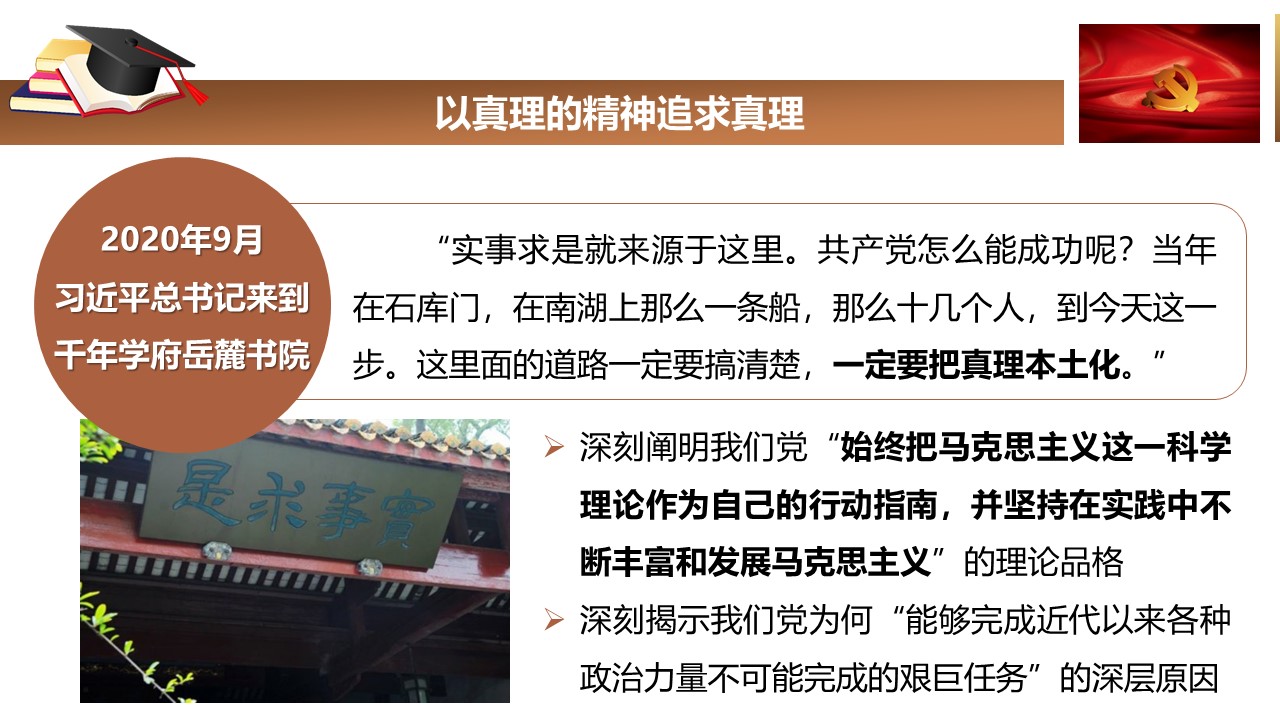 以真理的精神追求真理
2020年9月
习近平总书记来到
千年学府岳麓书院
“实事求是就来源于这里。共产党怎么能成功呢？当年
在石库门，在南湖上那么一条船，那么十几个人，到今天这一
步。这里面的道路一定要搞清楚，一定要把真理本土化。”
實事求是
➢ 深刻阐明我们党“始终把马克思主义这一科学
理论作为自己的行动指南，并坚持在实践中不
断丰富和发展马克思主义”的理论品格
➢ 深刻揭示我们党为何“能够完成近代以来各种
政治力量不可能完成的艰巨任务”的深层原因